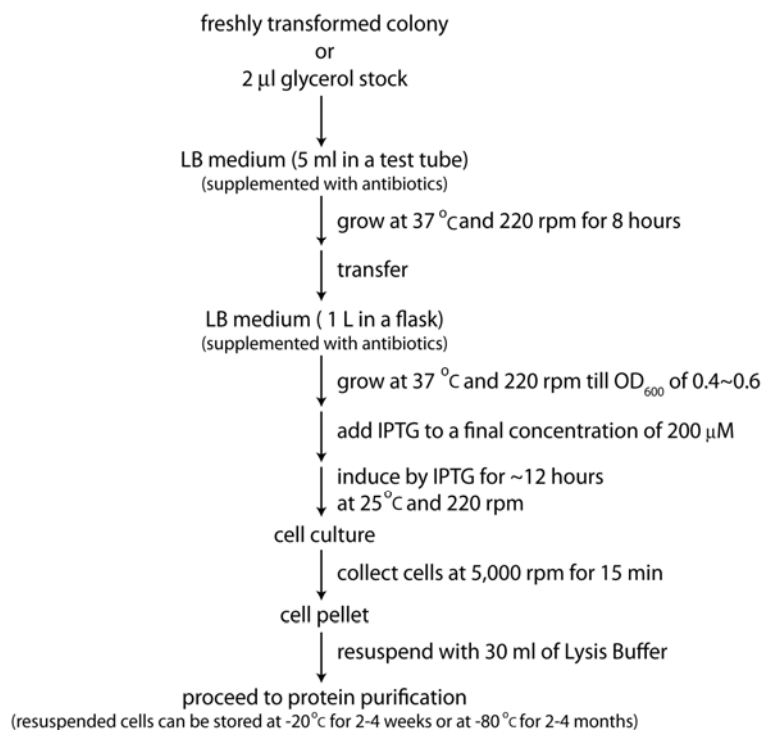 freshly transformed colony
or
2 µl glycerol stock
LB medium (5 ml in a test tube)
(supplemented with antibiotics)
grow at 37 °C and 220 rpm for 8 hours
transfer
LB medium ( 1 L in a flask)
(supplemented with antibiotics)
grow at 37 °C and 220 rpm till OD600 of 0.4~0.6
add IPTG to a final concentration of 200 µM
induce by IPTG for ~12 hours
at 25°C and 220 rpm
cell culture
collect cells at 5,000 rpm for 15 min
cell pellet
resuspend with 30 ml of Lysis Buffer
proceed to protein purification
(resuspended cells can be stored at -20°C for 2-4 weeks or at -80°C for 2-4 months)